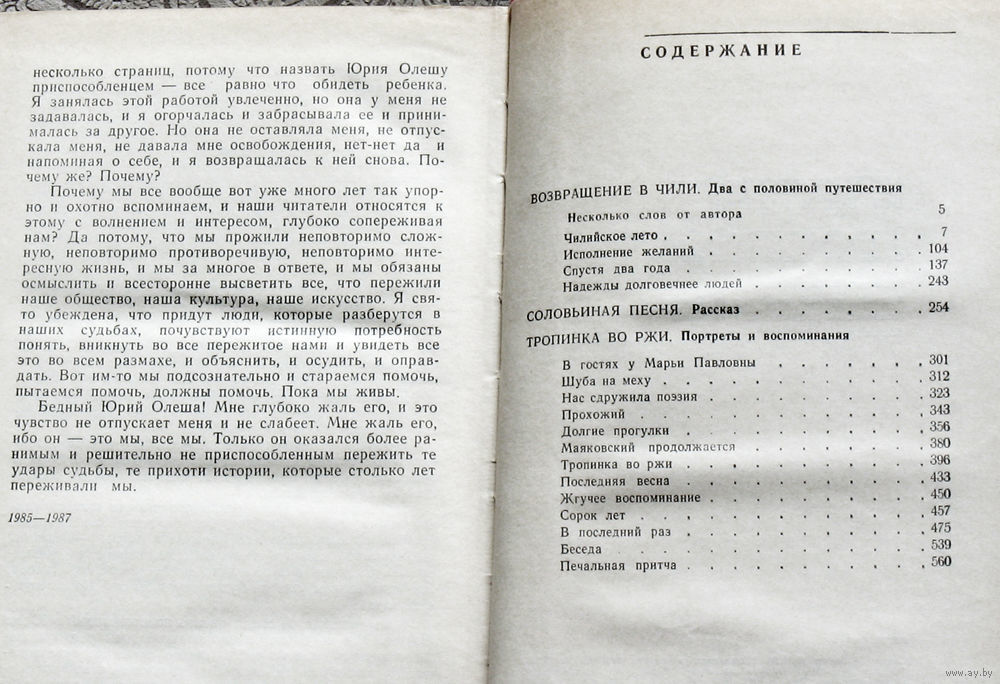 несколько страниц, потому что назвать Юрия Олешу
приспособленцем — все равно что обидеть ребенка.
Я занялась этой работой увлеченно, но она у меня не
задавалась, и я огорчалась и забрасывала ее и прини-
малась за другое. Но она не оставляла меня, не отпус-
кала меня, не давала мне освобождения, нет-нет да и
напоминая о себе, и я возвращалась к ней снова. По-
чему же? Почему?
Почему мы все вообще вот уже много лет так упор-
но и охотно вспоминаем, и наши читатели относятся к
этому с волнением и интересом, глубоко сопереживая
нам? Да потому, что мы прожили неповторимо слож-
ную, неповторимо противоречивую, неповторимо инте-
ресную жизнь, и мы за многое в ответе, и мы обязаны
осмыслить и всесторонне высветить все, что пережили
наше общество, наша культура, наше искусство. Я свя-
то убеждена, что придут люди, которые разберутся в
наших судьбах, почувствуют истинную потребность
понять, вникнуть во все пережитое нами и увидеть все
это во всем размахе, и объяснить, и осудить, и оправ-
дать. Вот им-то мы подсознательно и стараемся помочь,
пытаемся помочь, должны помочь. Пока мы живы.
Бедный Юрий Олеша! Мне глубоко жаль его, и это
чувство не отпускает меня и не слабеет. Мне жаль его,
ибо он — это мы, все мы. Только он оказался более ра-
нимым и решительно не приспособленным пережить те
удары судьбы, те прихоти истории, которые столько лет
переживали мы.
1985—1987
СОДЕРЖАНИЕ
ВОЗВРАЩЕНИЕ В ЧИЛИ. Два с половиной путешествия
Несколько слов от автора 5
Чилийское лето . . . . . . . . . . . 7
Исполнение желаний . . . . . . . . . 104
Спустя два года . . . . . . . . . . 137
Надежды долговечнее людей . . . . . . . 243
СОЛОВЬИНАЯ ПЕСНЯ. Рассказ . . . . . . . 254
ТРОПИНКА ВО РЖИ. Портреты и воспоминания
В гостях у Марьи Павловны . . . . . . 301
Шуба на меху . . . . . . . . . . . 312
Нас сдружила поэзия . . . . . . . . . 323
Прохожий . . . . . . . . . . . . 343
Долгие прогулки . . . . . . . . . . 356
Маяковский продолжается . . . . . . . 380
Тропинка во ржи . . . . . . . . . . 396
Последняя весна . . . . . . . . . . 433
Жгучее воспоминание . . . . . . . . . 450
Сорок лет . . . . . . . . . . . . 457
В последний раз . . . . . . . . . . 475
Беседа . . . . . . . . . . . . 539
Печальная притча . . . . . . . . . . 560
www.ay.by